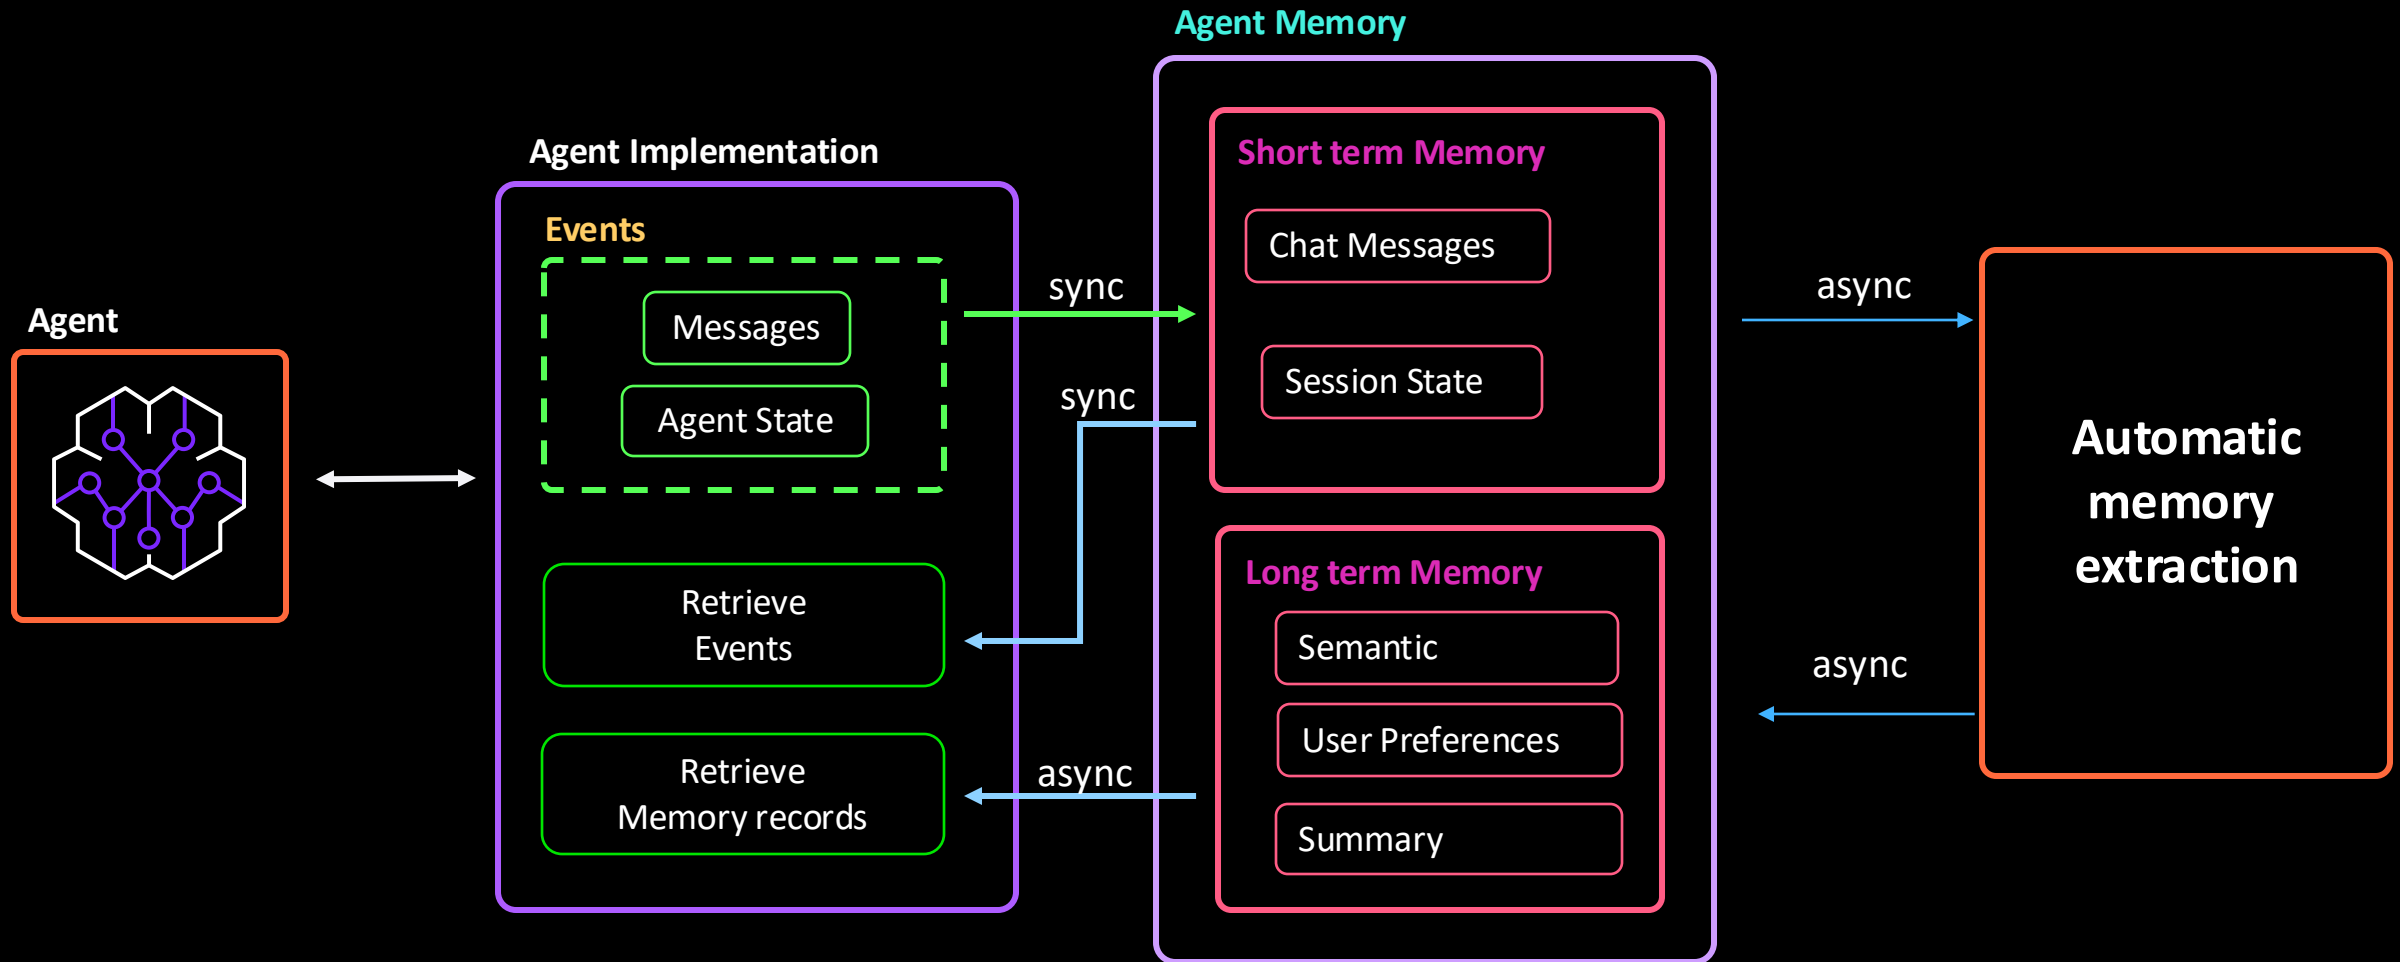 Agent Memory
Agent Implementation
Short term Memory
Events
Chat Messages
sync
async
Messages
Agent
Session State
sync
Agent State
Automatic
memory
extraction
Long term Memory
Retrieve
Events
Semantic
async
User Preferences
Retrieve
Memory records
async
Summary